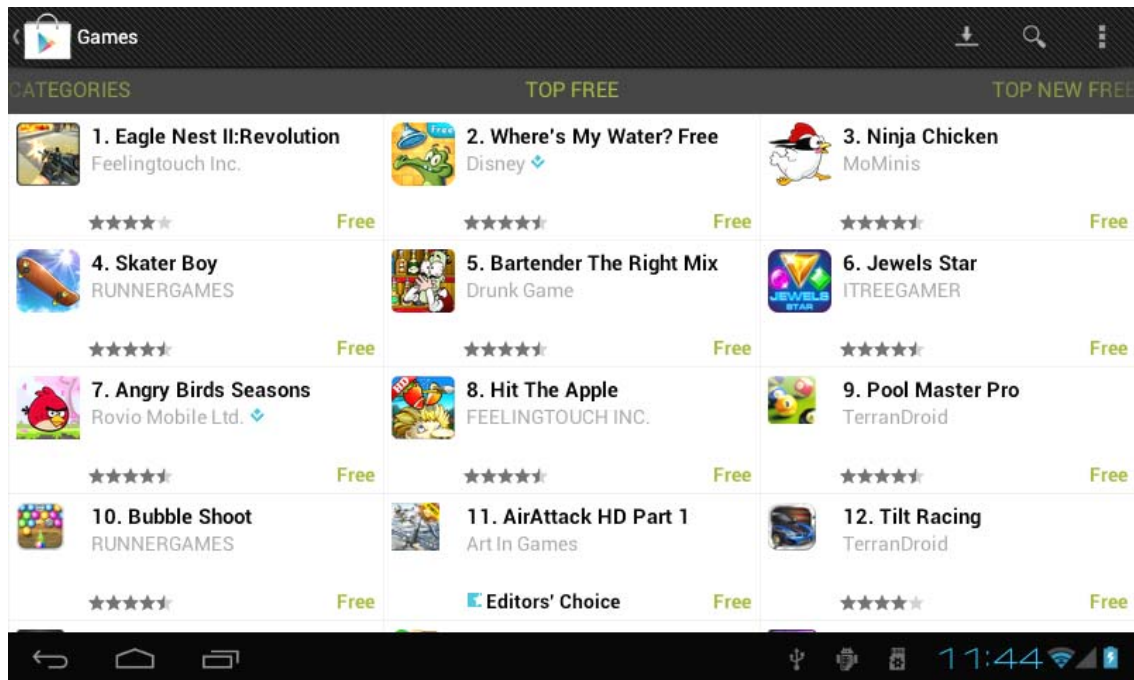 Games
CATEGORIES
TOP FREE
TOP NEW FREE
1. Eagle Nest II:Revolution
Feelingtouch Inc.
Free
2. Where's My Water? Free
Disney
Free
3. Ninja Chicken
MoMinis
Free
4. Skater Boy
RUNNERGAMES
Free
5. Bartender The Right Mix
Drunk Game
Free
6. Jewels Star
ITREEGAMER
JEWELS
STAR
Free
7. Angry Birds Seasons
Rovio Mobile Ltd.
Free
8. Hit The Apple
FEELINGTOUCH INC.
HD
Free
9. Pool Master Pro
TerranDroid
Free
10. Bubble Shoot
RUNNERGAMES
Free
11. AirAttack HD Part 1
Art In Games
Editors' Choice
Free
12. Tilt Racing
TerranDroid
Free
11:44